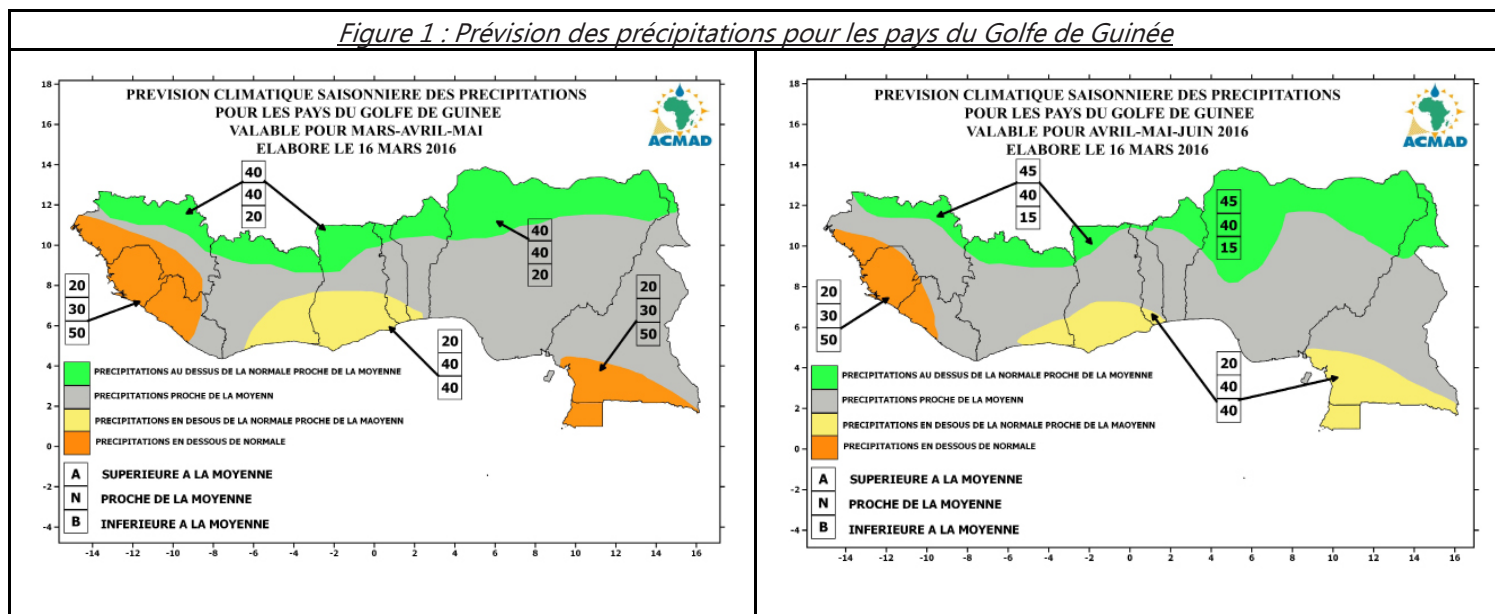 Figure 1 : Prévision des précipitations pour les pays du Golfe de Guinée
PREVISION CLIMATIQUE SAISONNIERE DES PRECIPITATIONS
POUR LES PAYS DU GOLFE DE GUINEE
VALABLE POUR MARS-AVRIL-MAI
ELABORE LE 16 MARS 2016
ACMAD
18
16
14
12
10
8
6
4
2
0
-2
-4
40
40
20
40
40
20
20
30
50
20
30
50
20
40
40
PRECIPITATIONS AU DESSUS DE LA NORMALE PROCHE DE LA MOYENNE
PRECIPITATIONS PROCHE DE LA MOYENN
PRECIPITATIONS EN DESOUS DE LA NORMALE PROCHE DE LA MAOYENN
PRECIPITATIONS EN DESSOUS DE NORMALE
A SUPERIEURE A LA MOYENNE
N PROCHE DE LA MOYENNE
B INFERIEURE A LA MOYENNE
-14 -12 -10 -8 -6 -4 -2 0 2 4 6 8 10 12 14 16
PREVISION CLIMATIQUE SAISONNIERE DES PRECIPITATIONS
POUR LES PAYS DU GOLFE DE GUINEE
VALABLE POUR AVRIL-MAI-JUIN 2016
ELABORE LE 16 MARS 2016
ACMAD
18
16
14
12
10
8
6
4
2
0
-2
-4
45
40
15
45
40
15
20
30
50
20
40
40
PRECIPITATIONS AU DESSUS DE LA NORMALE PROCHE DE LA MOYENNE
PRECIPITATIONS PROCHE DE LA MOYENN
PRECIPITATIONS EN DESOUS DE LA NORMALE PROCHE DE LA MAOYENN
PRECIPITATIONS EN DESSOUS DE NORMALE
A SUPERIEURE A LA MOYENNE
N PROCHE DE LA MOYENNE
B INFERIEURE A LA MOYENNE
-14 -12 -10 -8 -6 -4 -2 0 2 4 6 8 10 12 14 16